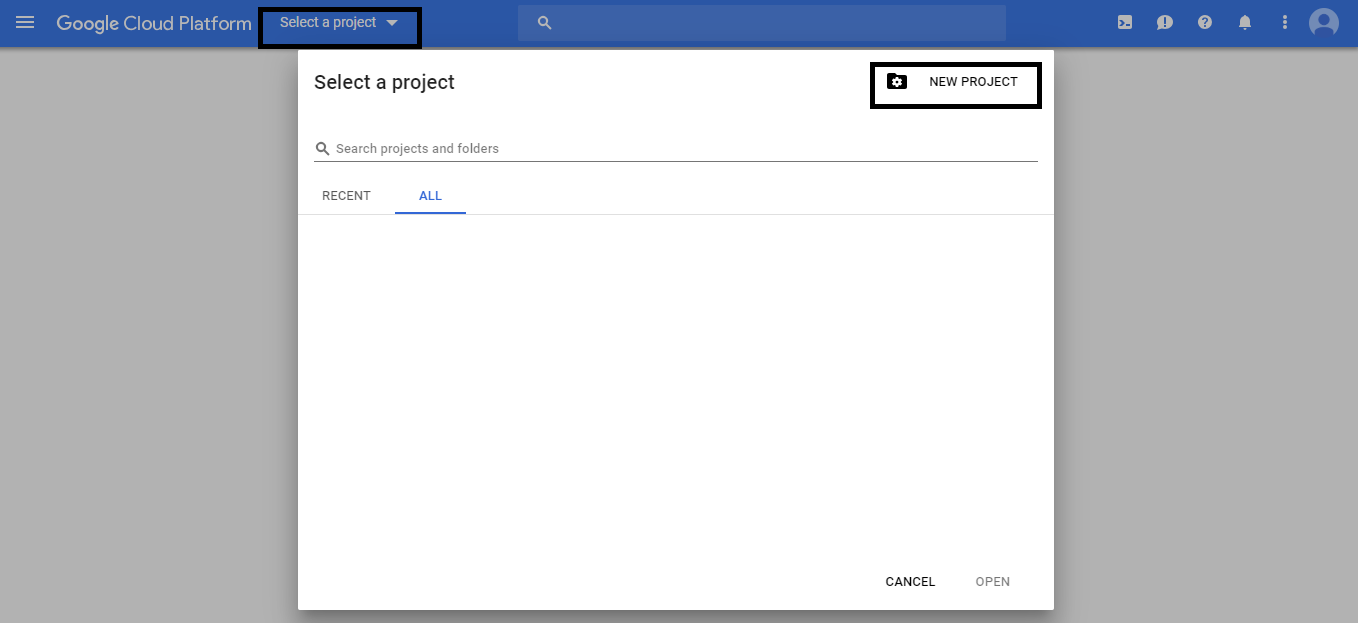 Google Cloud Platform Select a project
Select a project
NEW PROJECT
Search projects and folders
RECENT ALL
CANCEL OPEN